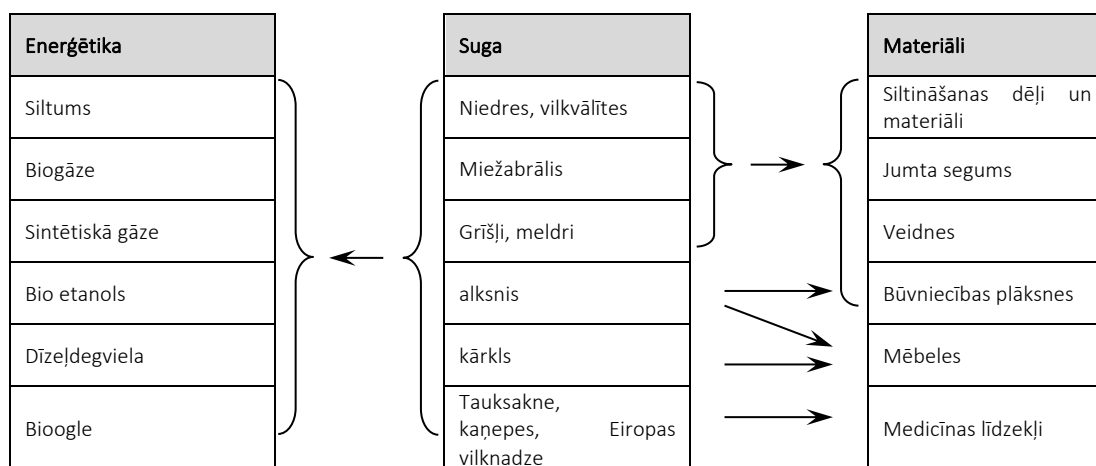 Enerģētika
Siltums
Biogāze
Sintētiskā gāze
Bio etanols
Dīzeļdegviela
Bioogle
Suga
Niedres, vilkvālītes
Miežabrālis
Grīšļi, meldri
alksnis
kārkls
Tauksakne,
kaņepes, Eiropas
vilknadze
Materiāli
Siltināšanas dēļi un
materiāli
Jumta segums
Veidnes
Būvniecības plāksnes
Mēbeles
Medicīnas līdzekļi